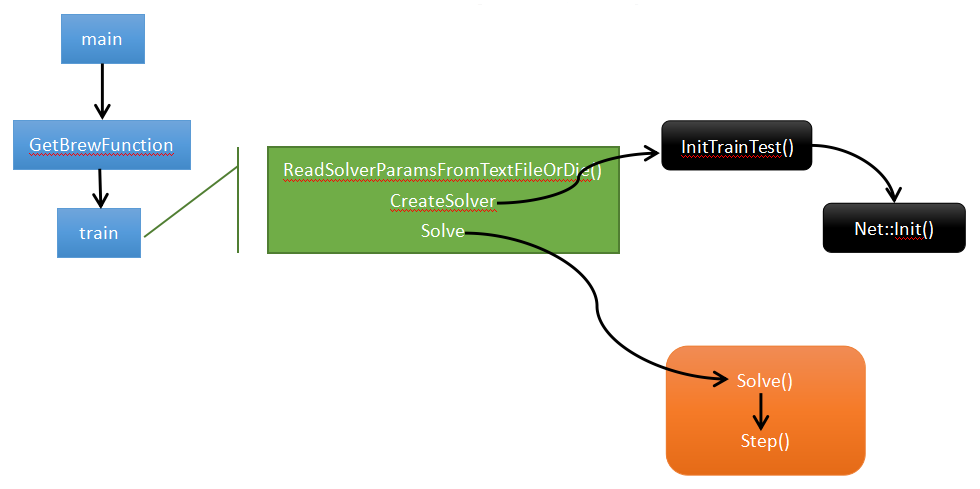 main
GetBrewFunction
train
ReadSolverParamsFromTextFileOrDie()
CreateSolver
Solve
InitTrainTest()
Net::Init()
Solve()
Step()